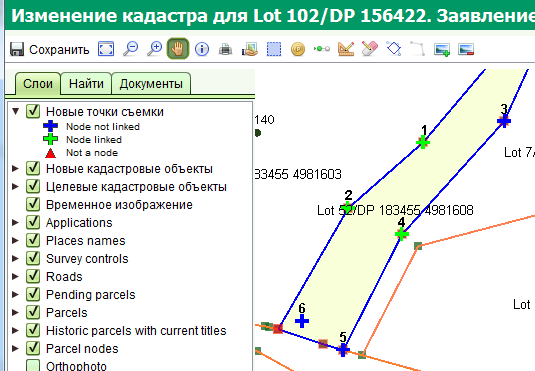 Изменение кадастра для Lot 102/DP 156422. Заявление
Сохранить
Слои Найти Документы
Новые точки съемки
Node not linked
Node linked
Not a node
Новые кадастровые объекты
Целевые кадастровые объекты
Временное изображение
Applications
Places names
Survey controls
Roads
Pending parcels
Parcels
Historic parcels with current titles
Parcel nodes
Orthophoto
140
3
1
Lot 7
83455 4981603
2
Lot 52/DP 183455 4981608
4
Lot
6
5